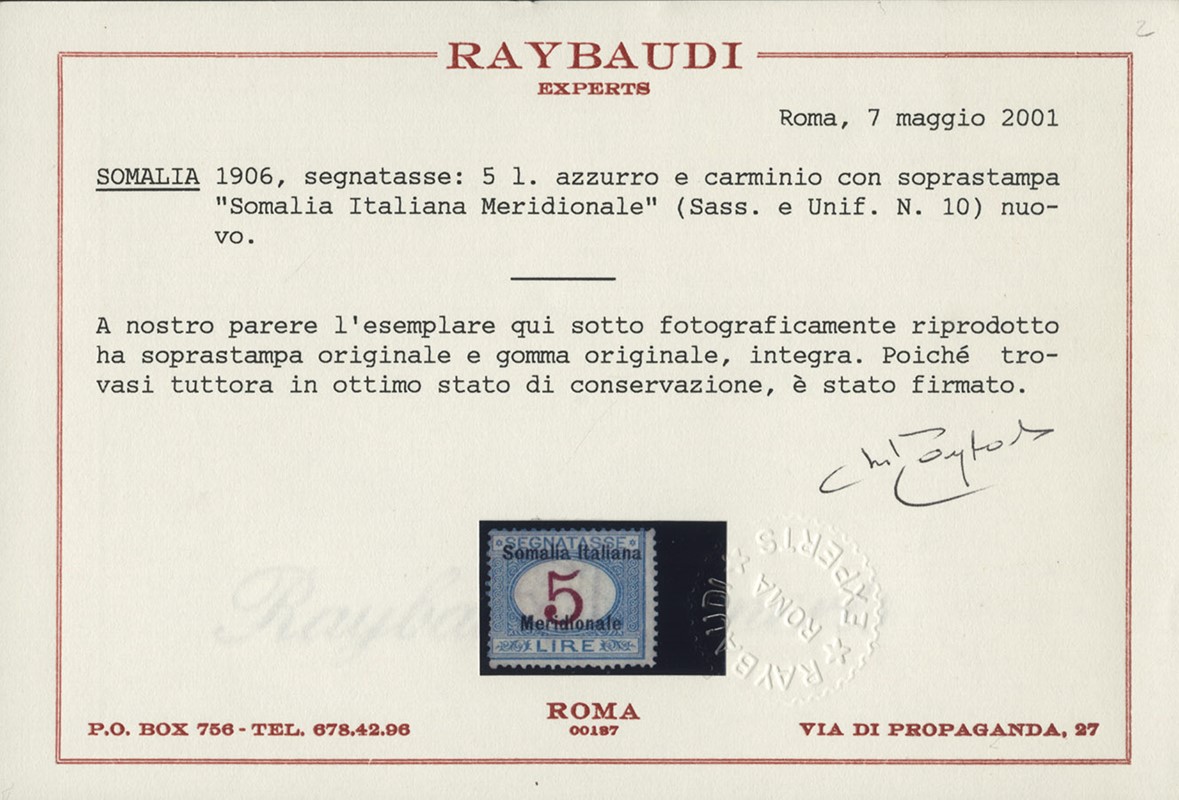 2
RAYBAUDI
EXPERTS
Roma, 7 maggio 2001
SOMALIA 1906, segnatasse: 5 l. azzurro e carminio con soprastampa
"Somalia Italiana Meridionale" (Sass. e Unif. N. 10) nuo-
vo.
A nostro parere l'esemplare qui sotto fotograficamente riprodotto
ha soprastampa originale e gomma originale, integra. Poiché tro-
vasi tuttora in ottimo stato di conservazione, è stato firmato.
SEGNATASSE
Somalia Italiana
5
Meridionale
LIRE
RAYBAUDI EXPERTS
ROMA
ROMA
00187
P.O. BOX 756 - TEL. 678.42.96
VIA DI PROPAGANDA, 27